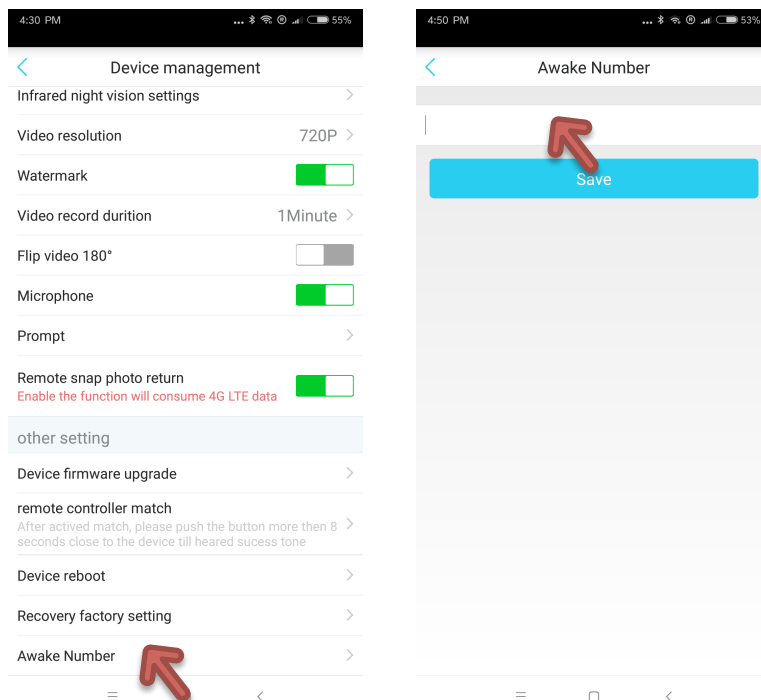 4:30 PM
55%
Device management
Infrared night vision settings
Video resolution 720P
Watermark
Video record durition 1Minute
Flip video 180°
Microphone
Prompt
Remote snap photo return
Enable the function will consume 4G LTE data
other setting
Device firmware upgrade
remote controller match
After actived match, please push the button more then 8
seconds close to the device till heared sucess tone
Device reboot
Recovery factory setting
Awake Number
4:50 PM
53%
Awake Number
Save